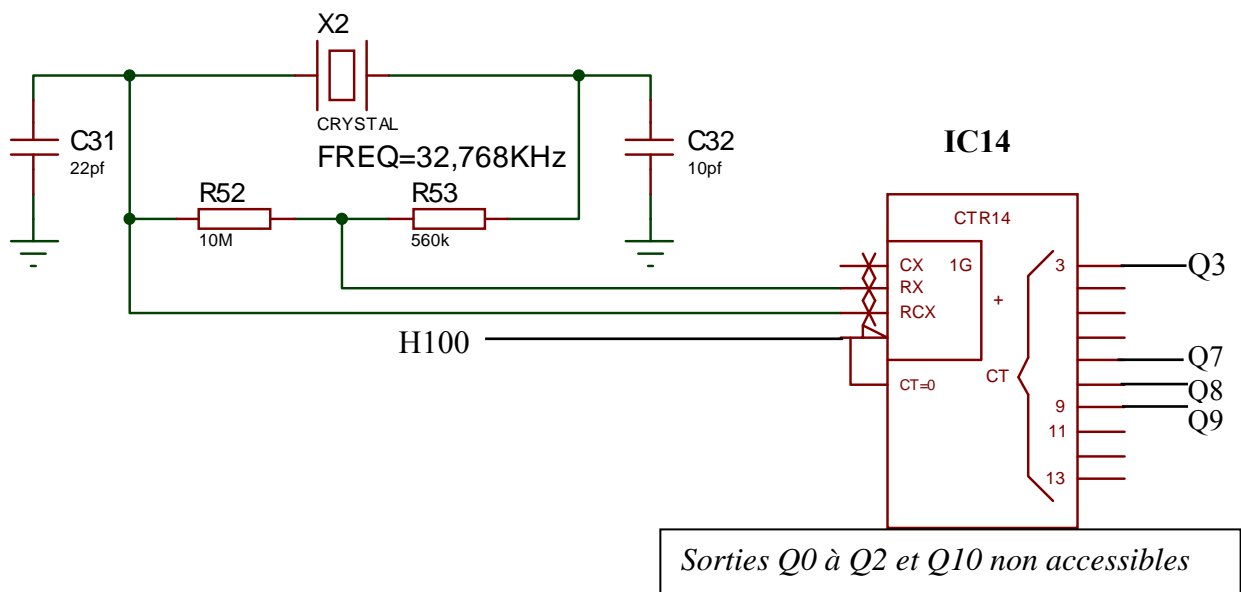 X2
CRYSTAL
FREQ=32,768KHz
C31
22pf
C32
10pf
R52
10M
R53
560k
IC14
CTR14
CX 1G
RX
RCX
+
H100
CT=0
CT
3
9
11
13
Q3
Q7
Q8
Q9
Sorties Q0 à Q2 et Q10 non accessibles